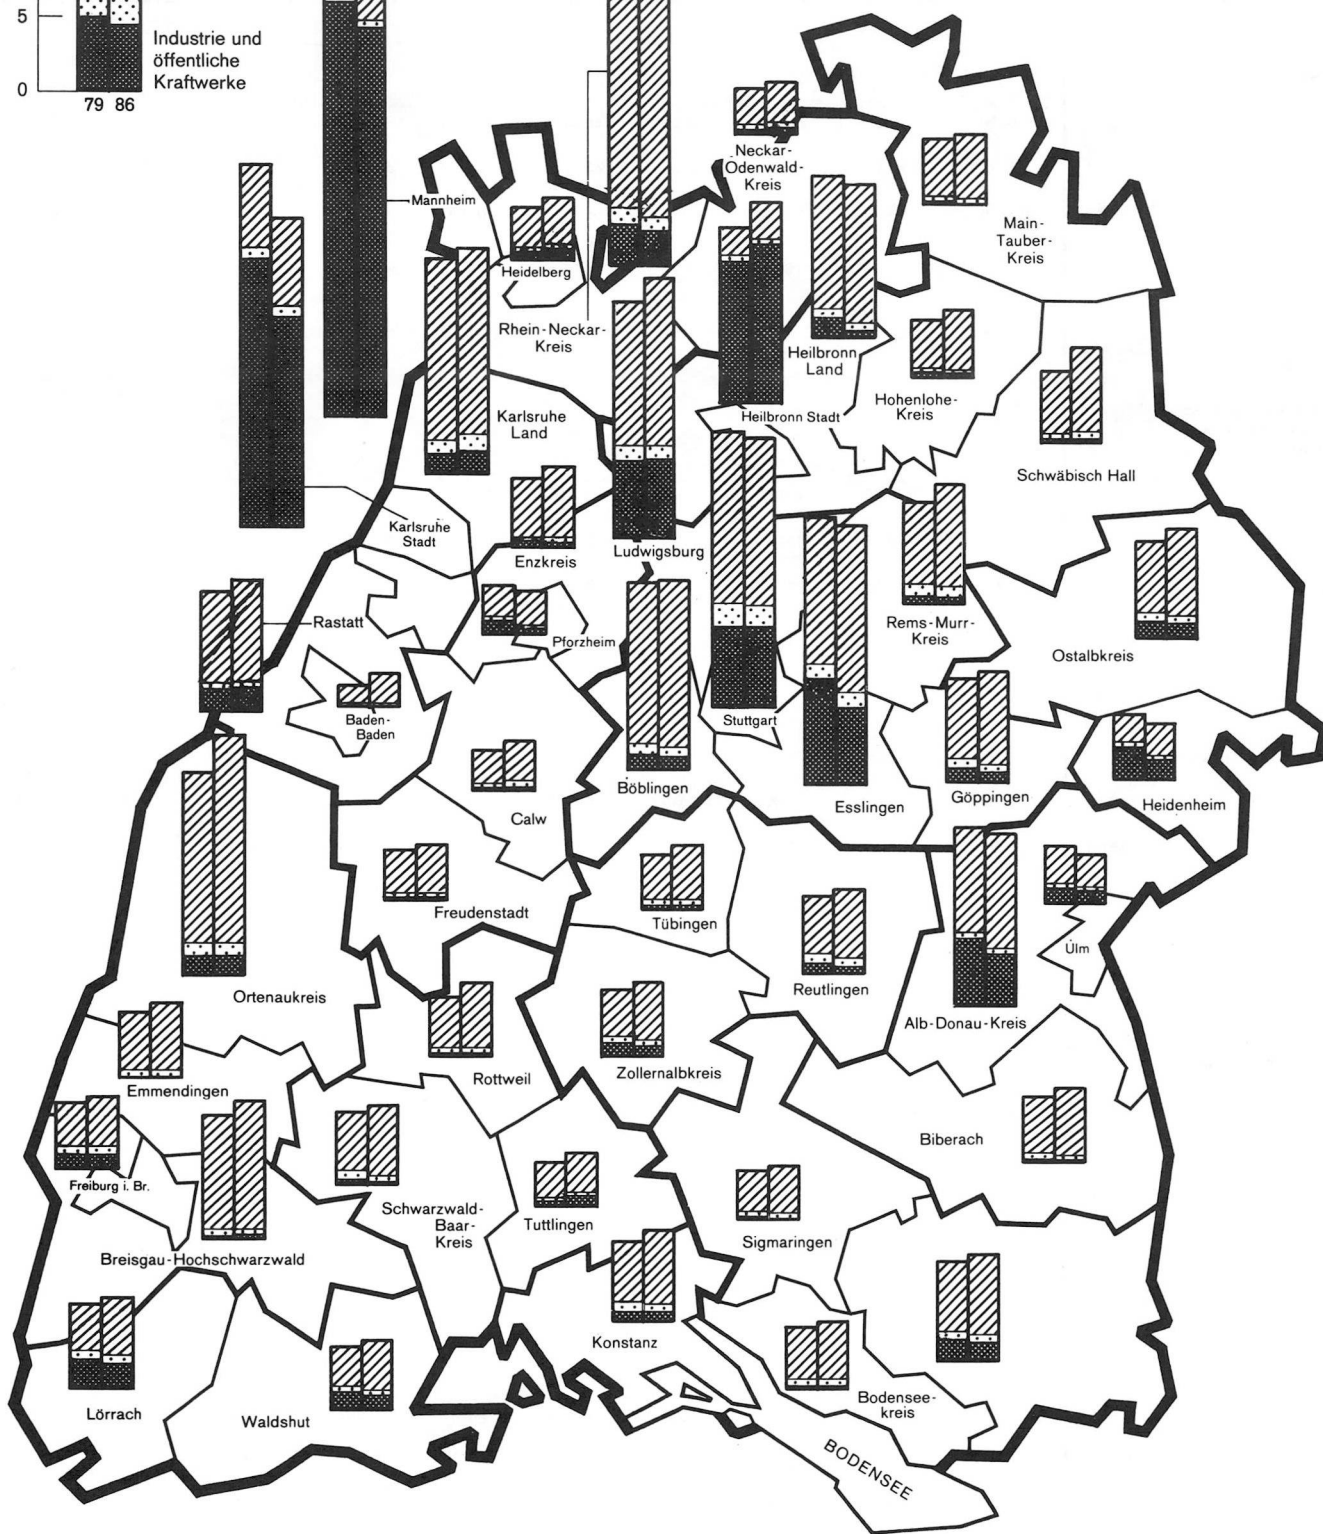 5
Industrie und
öffentliche
Kraftwerke
0
79 86
Neckar-
Odenwald-
Kreis
Mannheim
Main-
Tauber-
Kreis
Heidelberg
Rhein-Neckar-
Kreis
Heilbronn
Land
Hohenlohe-
Kreis
Karlsruhe
Land
Heilbronn Stadt
Schwäbisch Hall
Karlsruhe
Stadt
Enzkreis
Ludwigsburg
Rastatt
Pforzheim
Rems-Murr-
Kreis
Ostalbkreis
Baden-
Baden
Stuttgart
Böblingen
Esslingen
Göppingen
Heidenheim
Calw
Freudenstadt
Tübingen
Ulm
Reutlingen
Ortenaukreis
Alb-Donau-Kreis
Rottweil
Zollernalbkreis
Emmendingen
Biberach
Freiburg i. Br.
Schwarzwald-
Baar-
Kreis
Tuttlingen
Sigmaringen
Breisgau-Hochschwarzwald
Konstanz
Bodensee-
kreis
Lörrach
Waldshut
BODENSEE